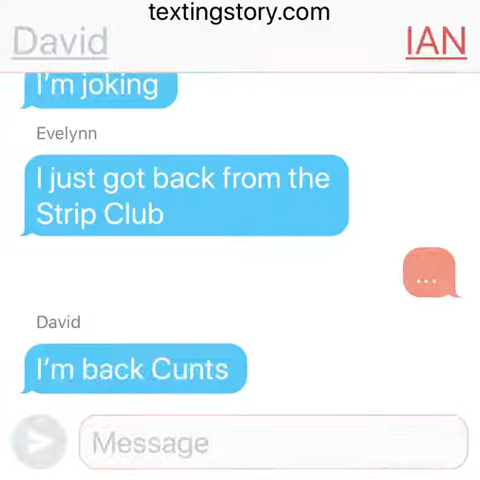 textingstory.com
David
IAN
I'm joking
Evelynn
I just got back from the
Strip Club
...
David
I'm back Cunts
Message